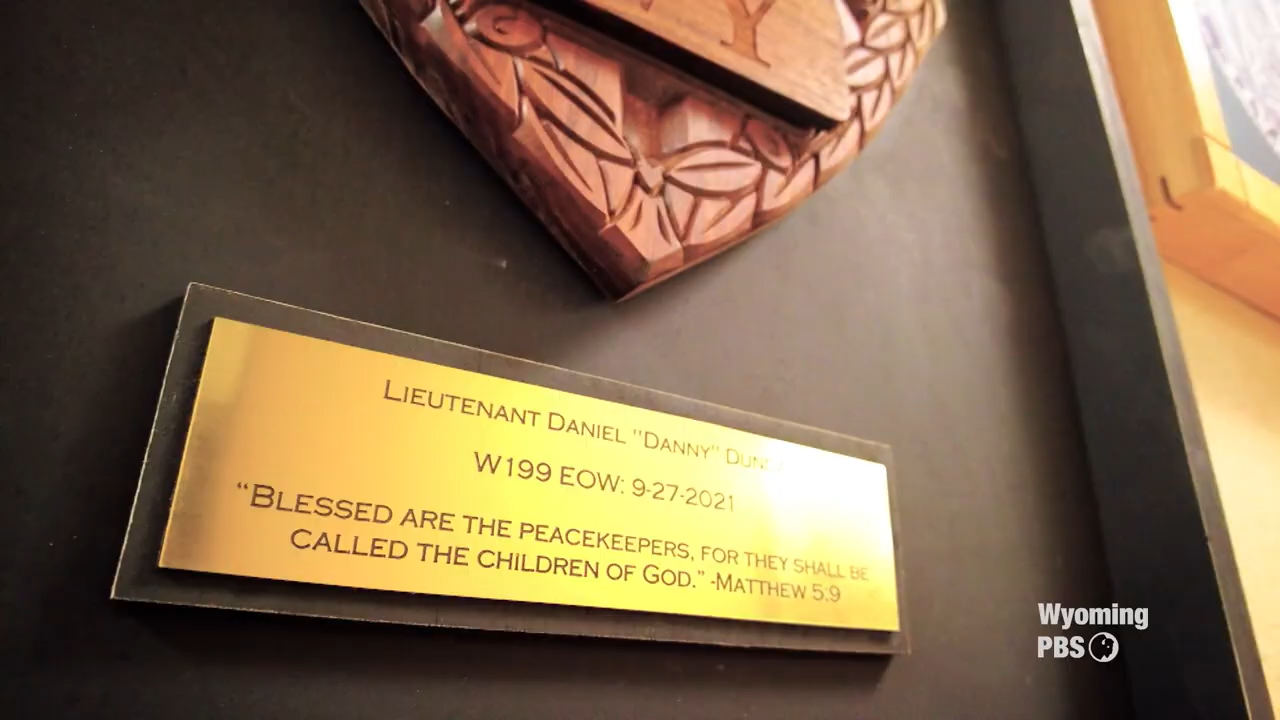 Y
LIEUTENANT DANIEL "DANNY"
W199 EOW: 9-27-2021
"BLESSED ARE THE PEACEKEEPERS, FOR THEY SHALL BE
CALLED THE CHILDREN OF GOD." -MATTHEW 5:9
Wyoming
PBS